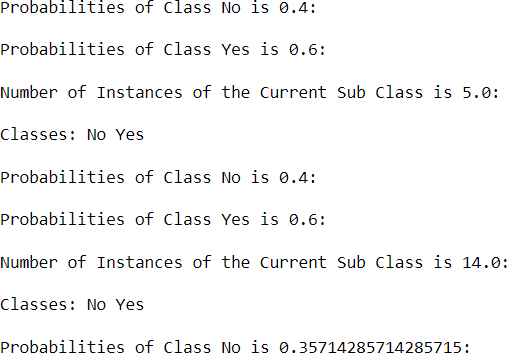 Probabilities of Class No is 0.4:
Probabilities of Class Yes is 0.6:
Number of Instances of the Current Sub Class is 5.0:
Classes: No Yes
Probabilities of Class No is 0.4:
Probabilities of Class Yes is 0.6:
Number of Instances of the Current Sub Class is 14.0:
Classes: No Yes
Probabilities of Class No is 0.35714285714285715: